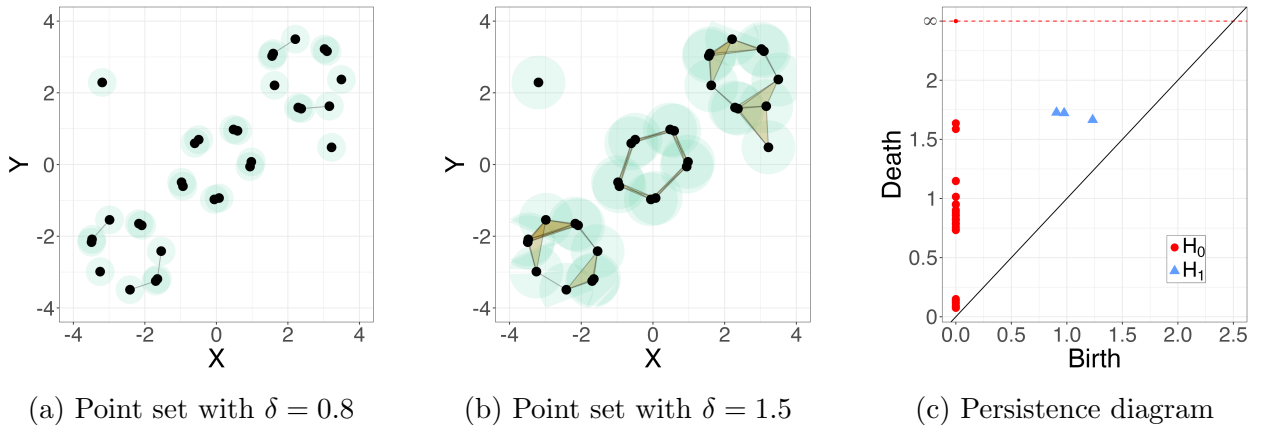 4
2
0
-2
-4
Y
-4 -2 0 2 4
X
4
2
0
-2
-4
Y
-4 -2 0 2 4
X
∞
2
1.5
1
0.5
0
Death
H0
H1
0.0 0.5 1.0 1.5 2.0 2.5
Birth
(a) Point set with δ = 0.8
(b) Point set with δ = 1.5
(c) Persistence diagram